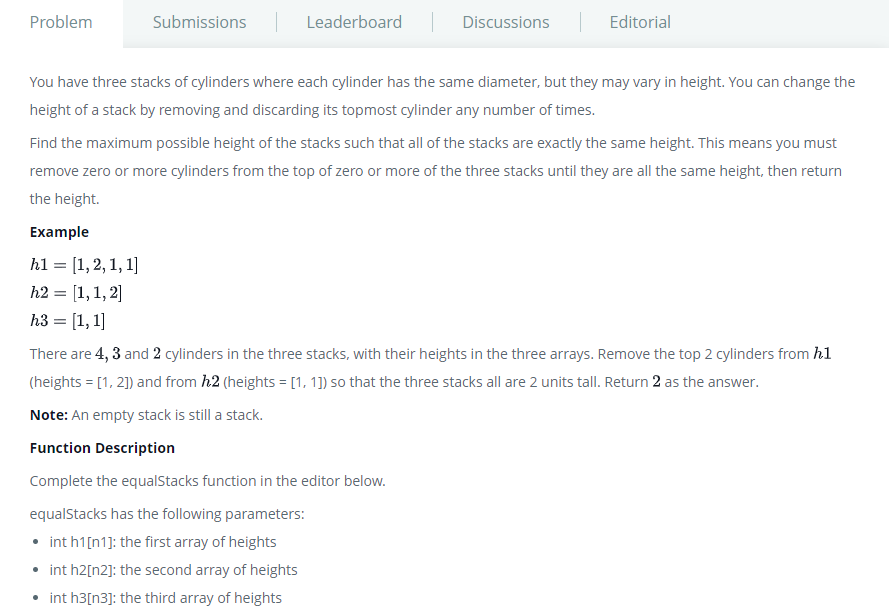 Problem Submissions Leaderboard Discussions Editorial
You have three stacks of cylinders where each cylinder has the same diameter, but they may vary in height. You can change the
height of a stack by removing and discarding its topmost cylinder any number of times.
Find the maximum possible height of the stacks such that all of the stacks are exactly the same height. This means you must
remove zero or more cylinders from the top of zero or more of the three stacks until they are all the same height, then return
the height.
Example
h1 = [1, 2, 1, 1]
h2 = [1, 1, 2]
h3 = [1, 1]
There are 4, 3 and 2 cylinders in the three stacks, with their heights in the three arrays. Remove the top 2 cylinders from h1
(heights = [1, 2]) and from h2 (heights = [1, 1]) so that the three stacks all are 2 units tall. Return 2 as the answer.
Note: An empty stack is still a stack.
Function Description
Complete the equalStacks function in the editor below.
equalStacks has the following parameters:
• int h1[n1]: the first array of heights
• int h2[n2]: the second array of heights
• int h3[n3]: the third array of heights